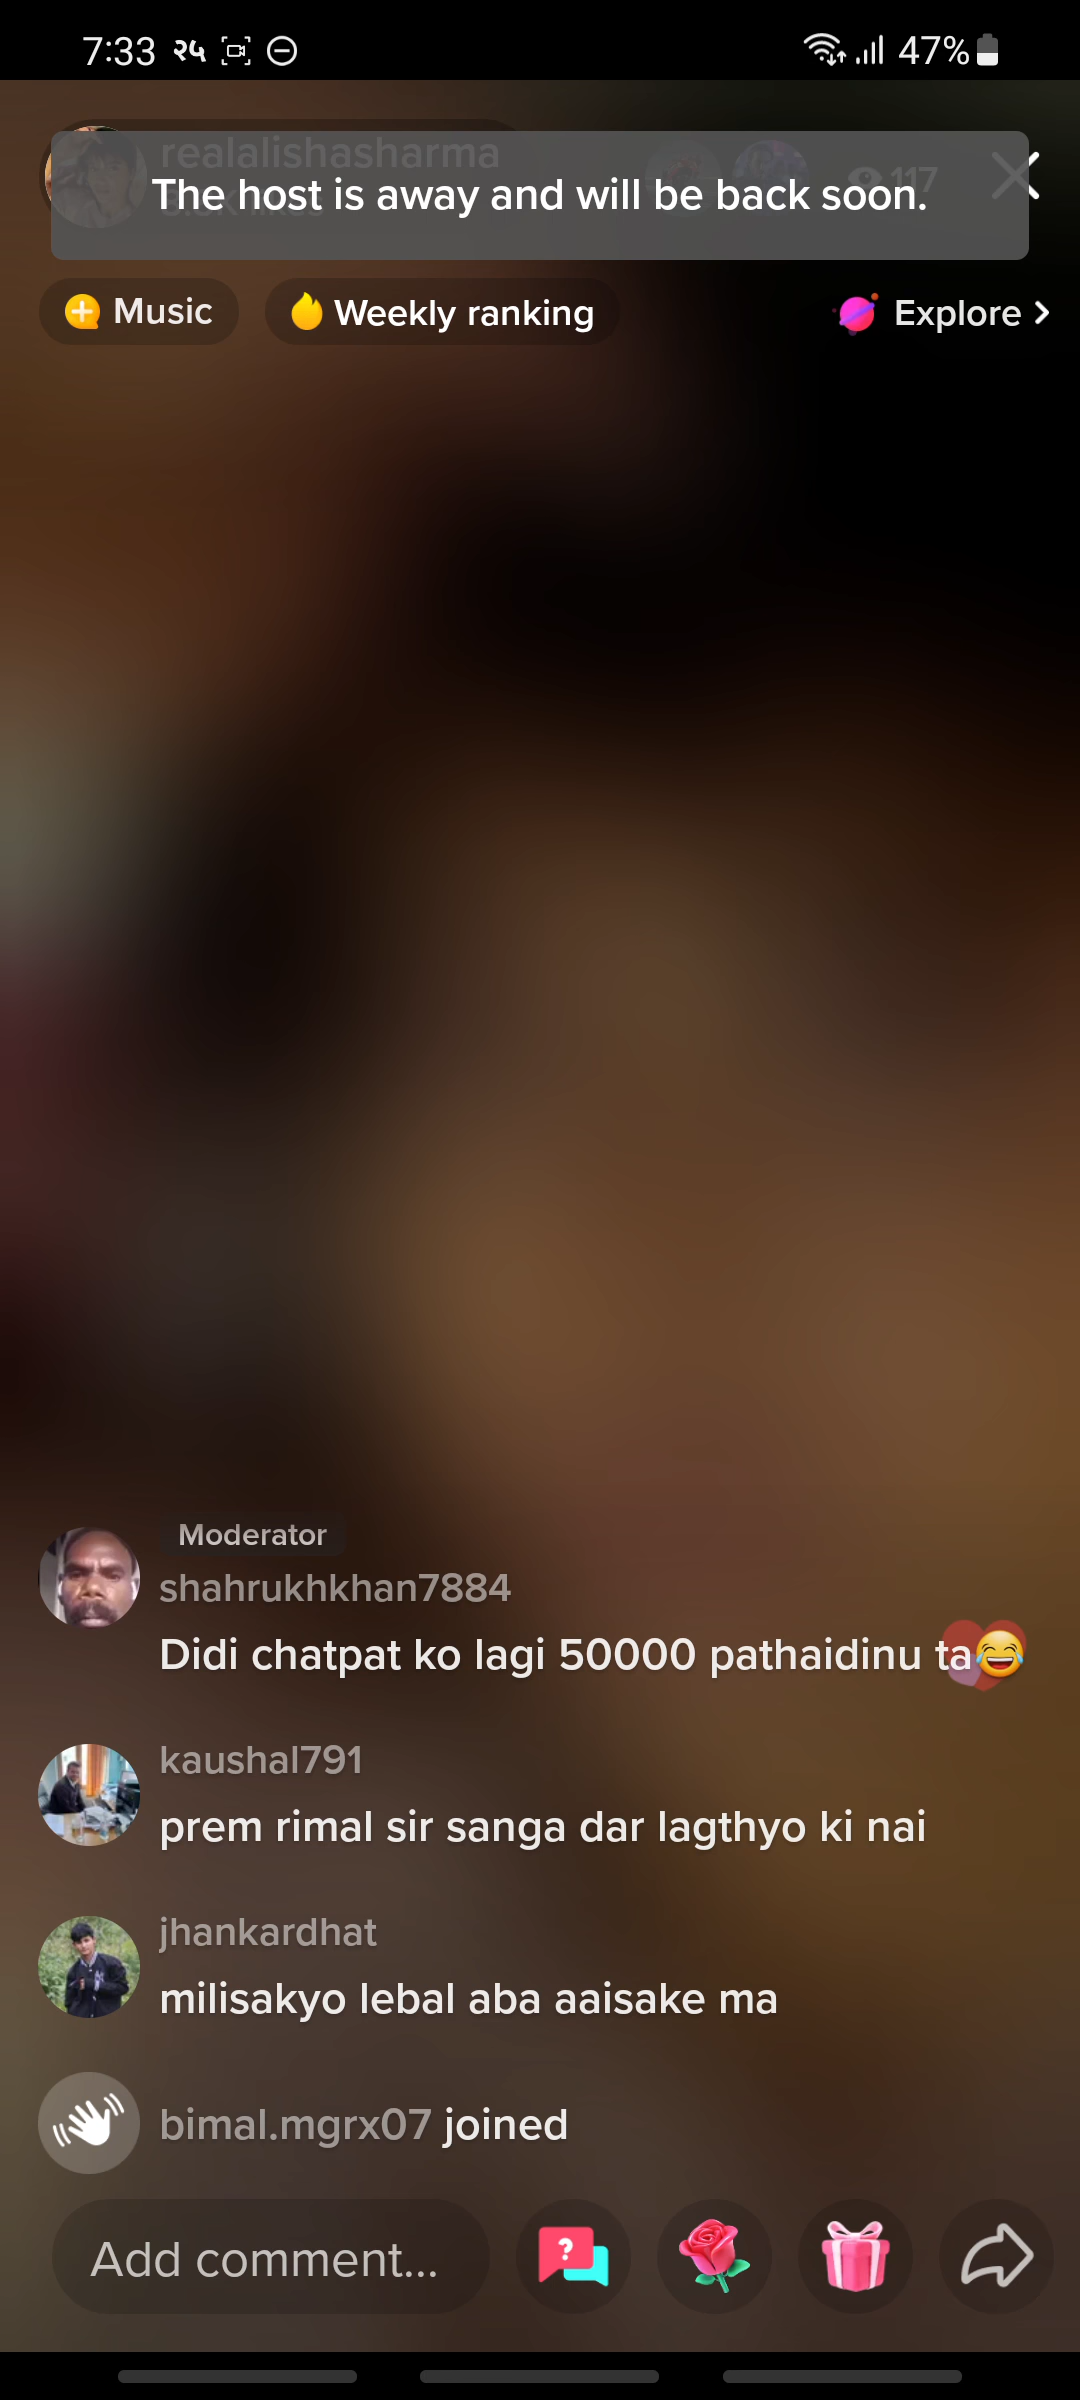 7:33 २५ 47%
realalishasharma
117
The host is away and will be back soon.
Music Weekly ranking Explore
Moderator
shahrukhkhan7884
Didi chatpat ko lagi 50000 pathaidinu ta😂
kaushal791
prem rimal sir sanga dar lagthyo ki nai
jhankardhat
milisakyo lebal aba aaisake ma
bimal.mgrx07 joined
Add comment...
?